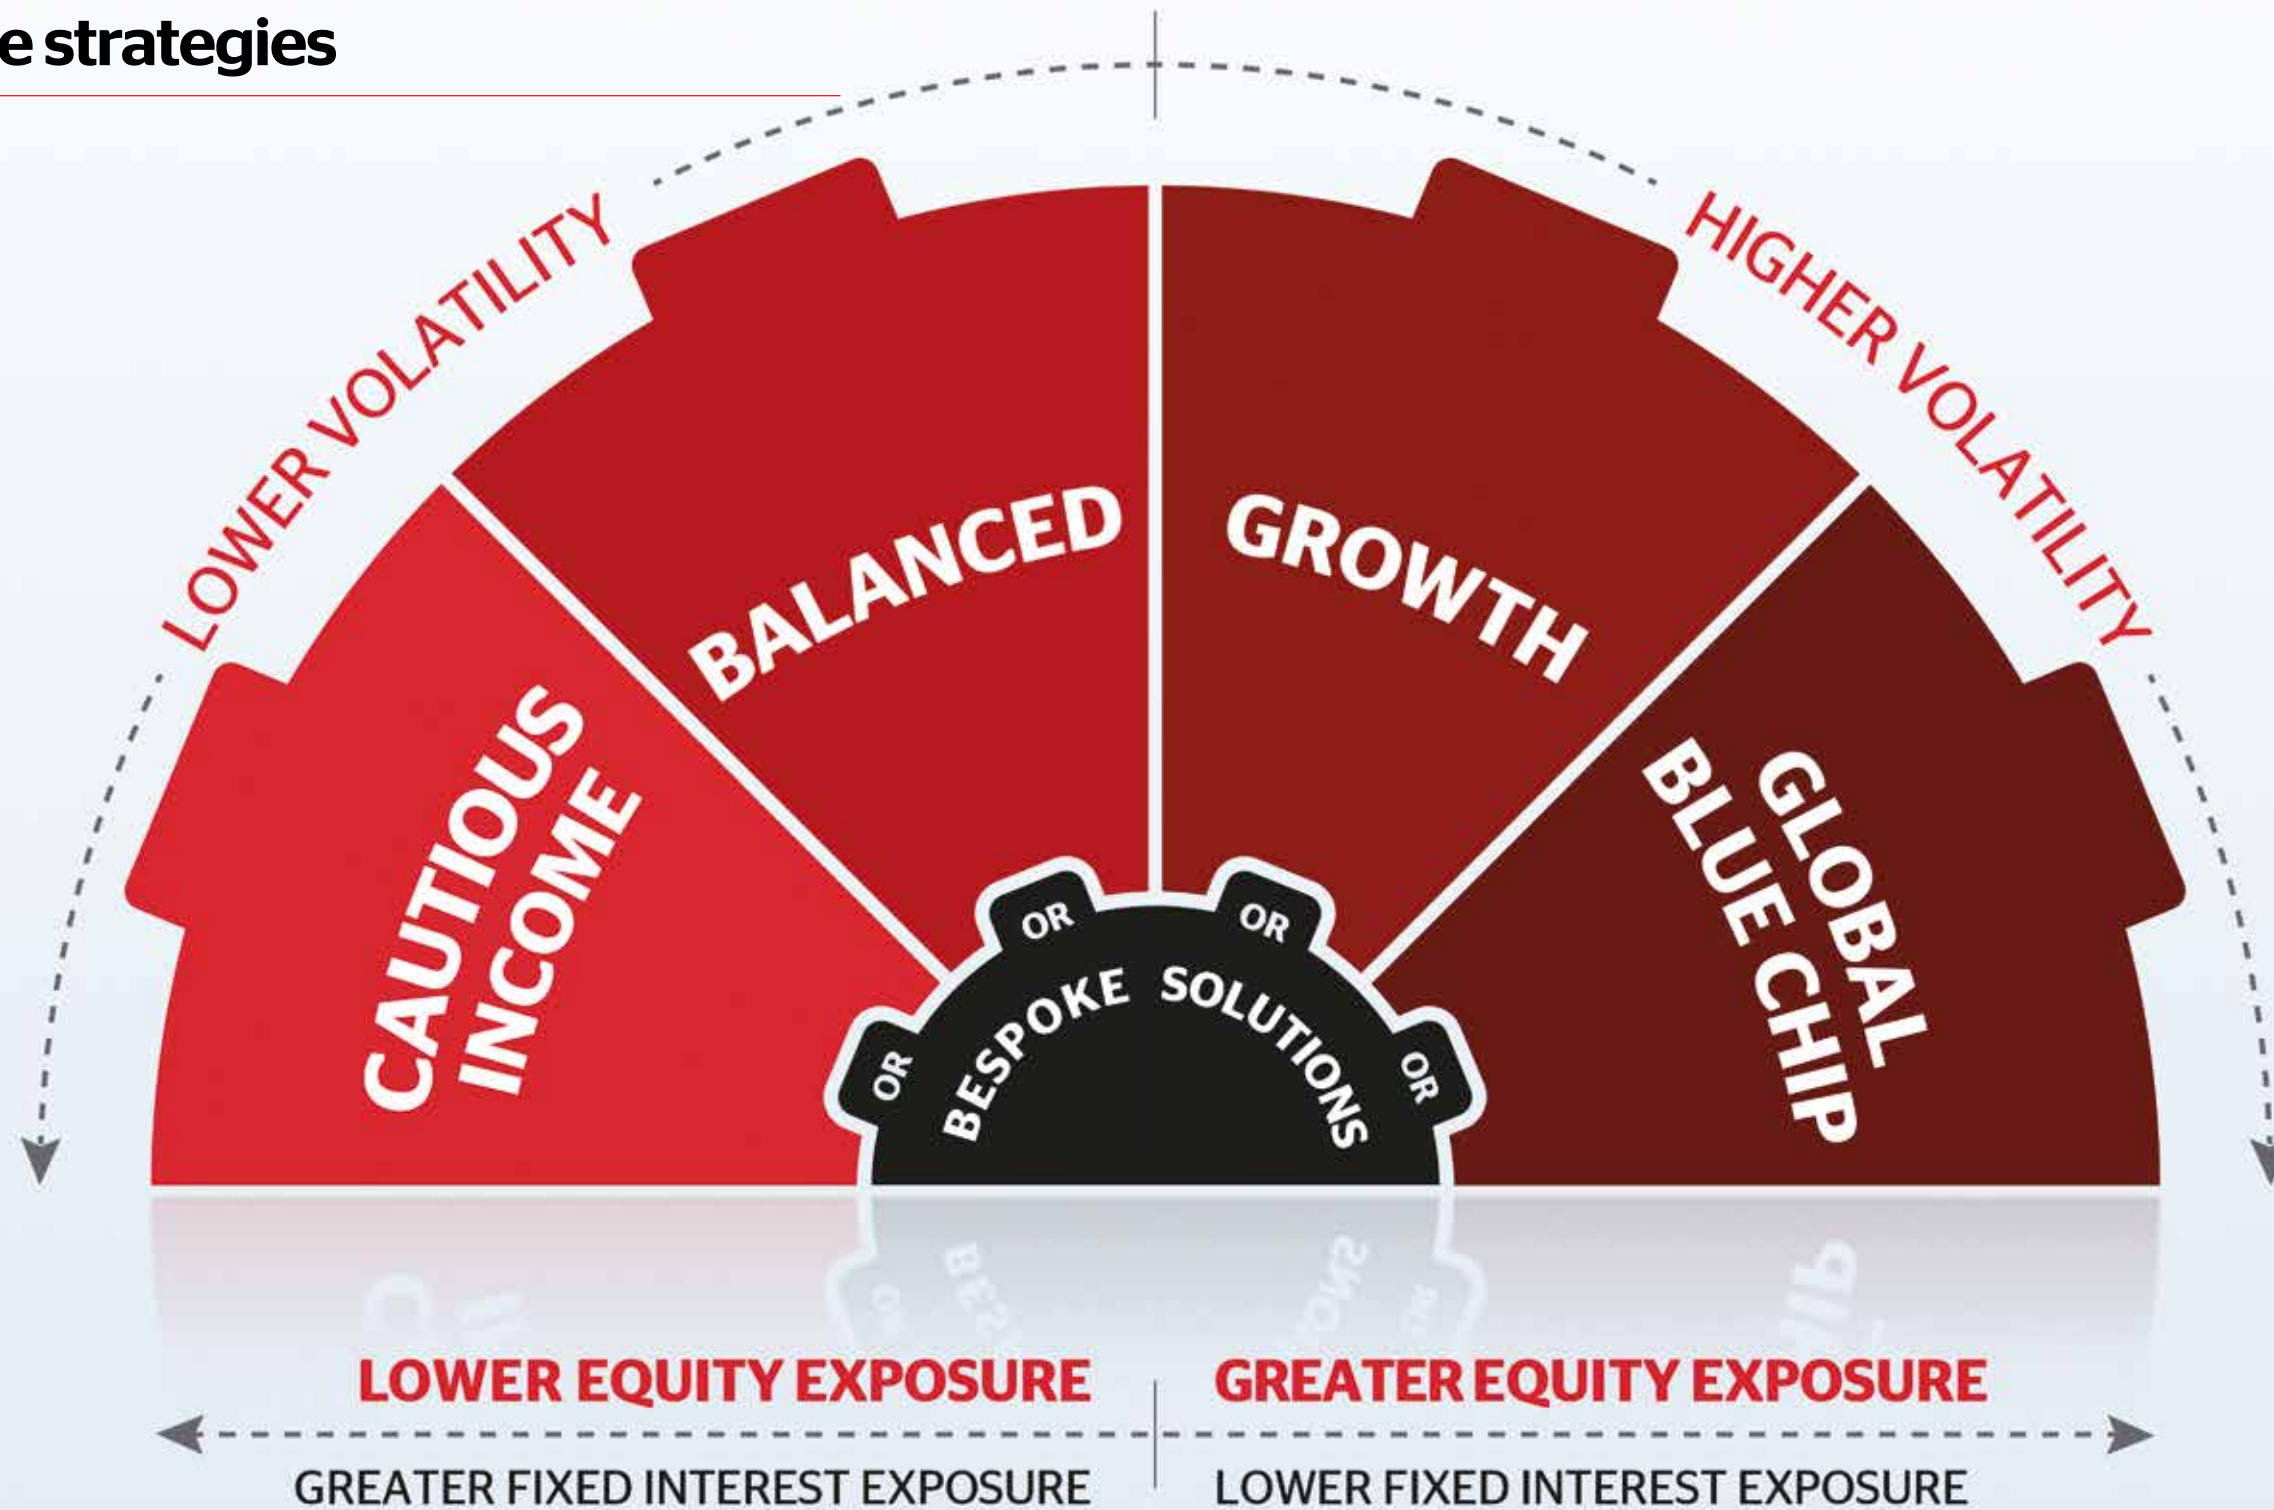 e strategies
LOWER VOLATILITY
HIGHER VOLATILITY
CAUTIOUS
INCOME
BALANCED
GROWTH
GLOBAL
BLUE CHIP
OR
OR
OR
OR
BESPOKE SOLUTIONS
LOWER EQUITY EXPOSURE
GREATER EQUITY EXPOSURE
GREATER FIXED INTEREST EXPOSURE
LOWER FIXED INTEREST EXPOSURE